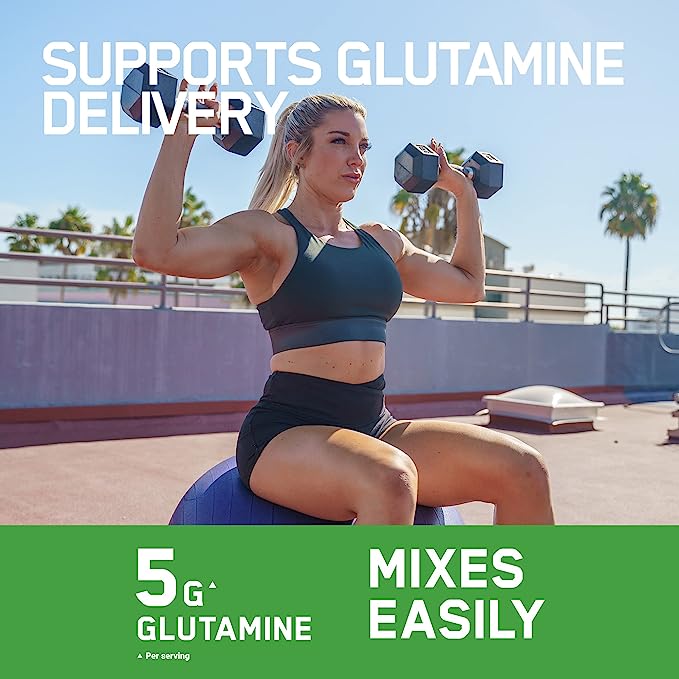 SUPPORTS GLUTAMINE
DELIVERY
5G▲
GLUTAMINE
▲ Per serving
MIXES
EASILY